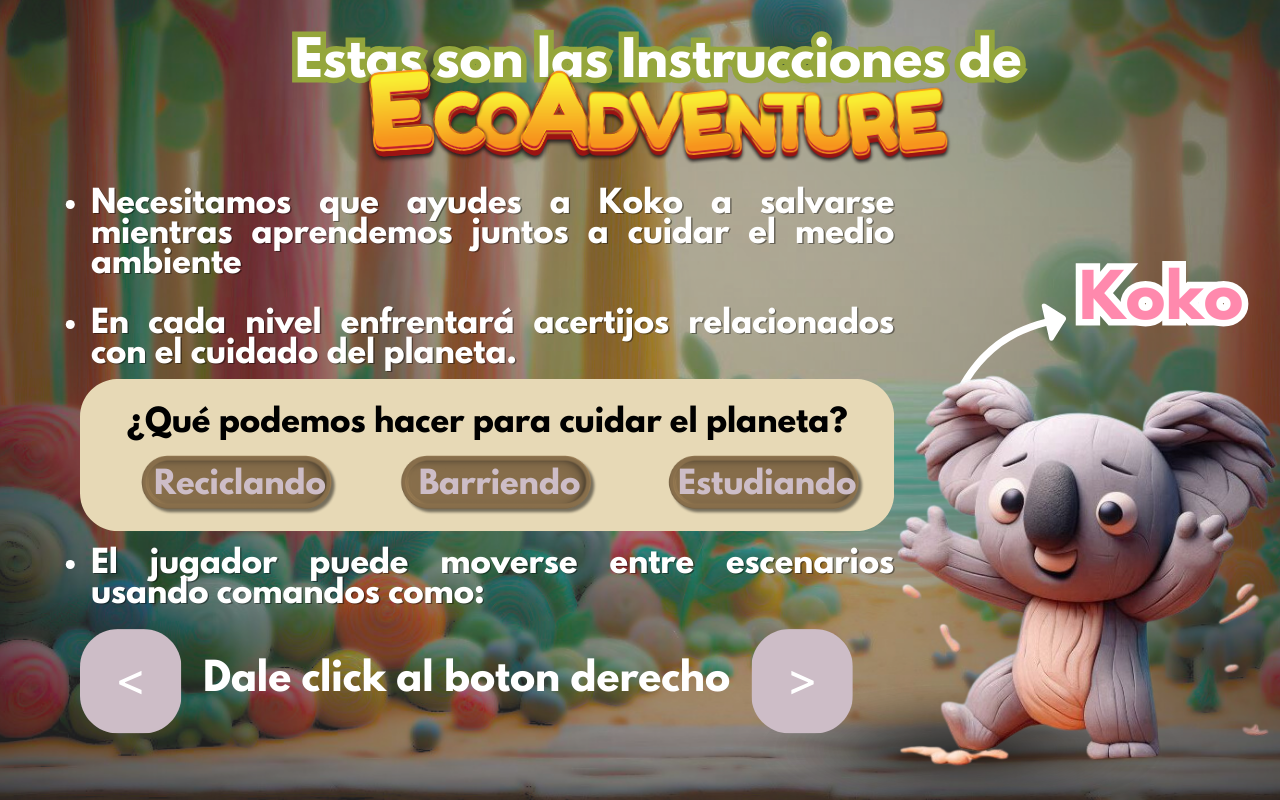 Estas son las Instrucciones de
EcoAdventure
• Necesitamos que ayudes a Koko a salvarse
mientras aprendemos juntos a cuidar el medio
ambiente
Koko
• En cada nivel enfrentará acertijos relacionados
con el cuidado del planeta.
¿Qué podemos hacer para cuidar el planeta?
Reciclando Barriendo Estudiando
• El jugador puede moverse entre escenarios
usando comandos como:
< Dale click al boton derecho >